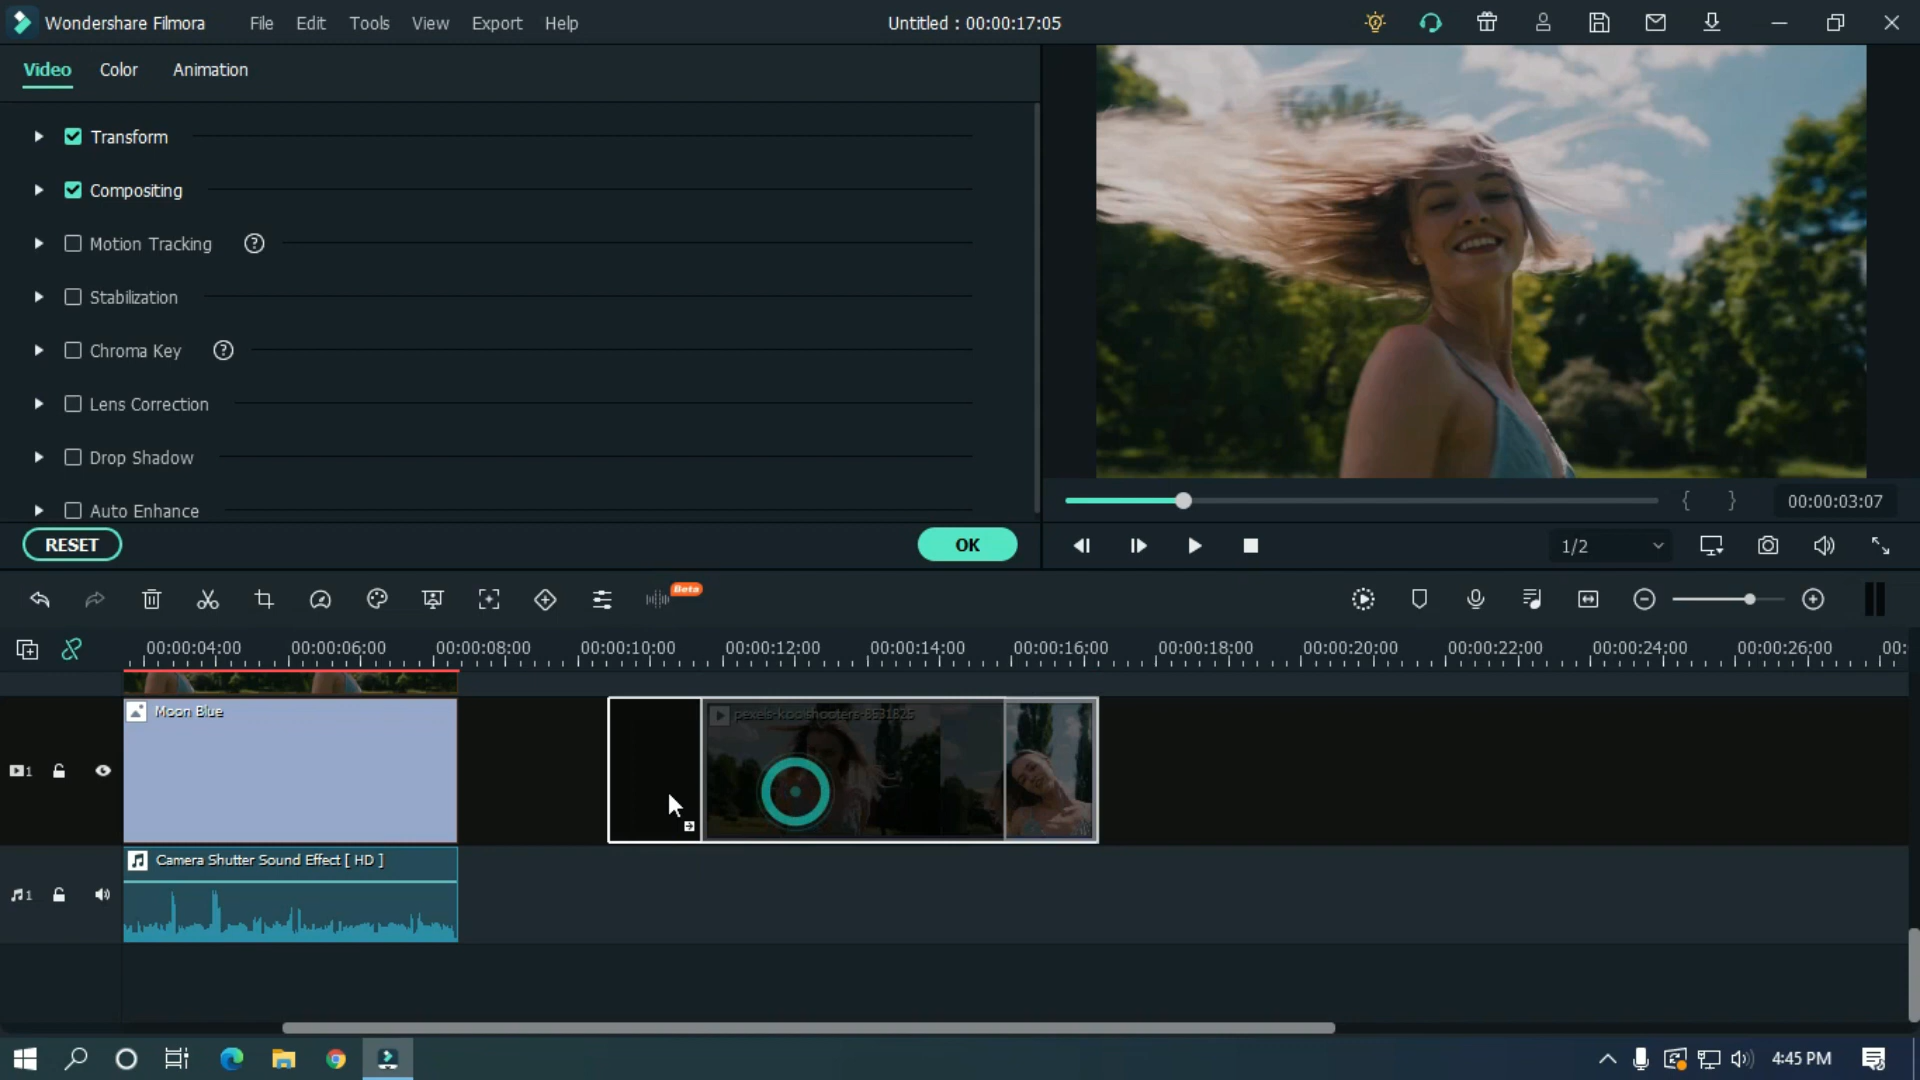 Wondershare Filmora File Edit Tools View Export Help Untitled : 00:00:17:05
Video Color Animation
Transform
Compositing
Motion Tracking ?
Stabilization
Chroma Key ?
Lens Correction
Drop Shadow
Auto Enhance
{ } 00:00:03:07
RESET OK 1/2
Beta
00:00:04:00 00:00:06:00 00:00:08:00 00:00:10:00 00:00:12:00 00:00:14:00 00:00:16:00 00:00:18:00 00:00:20:00 00:00:22:00 00:00:24:00 00:00:26:00 00:
Moon Blue
1
Camera Shutter Sound Effect [ HD ]
1
4:45 PM